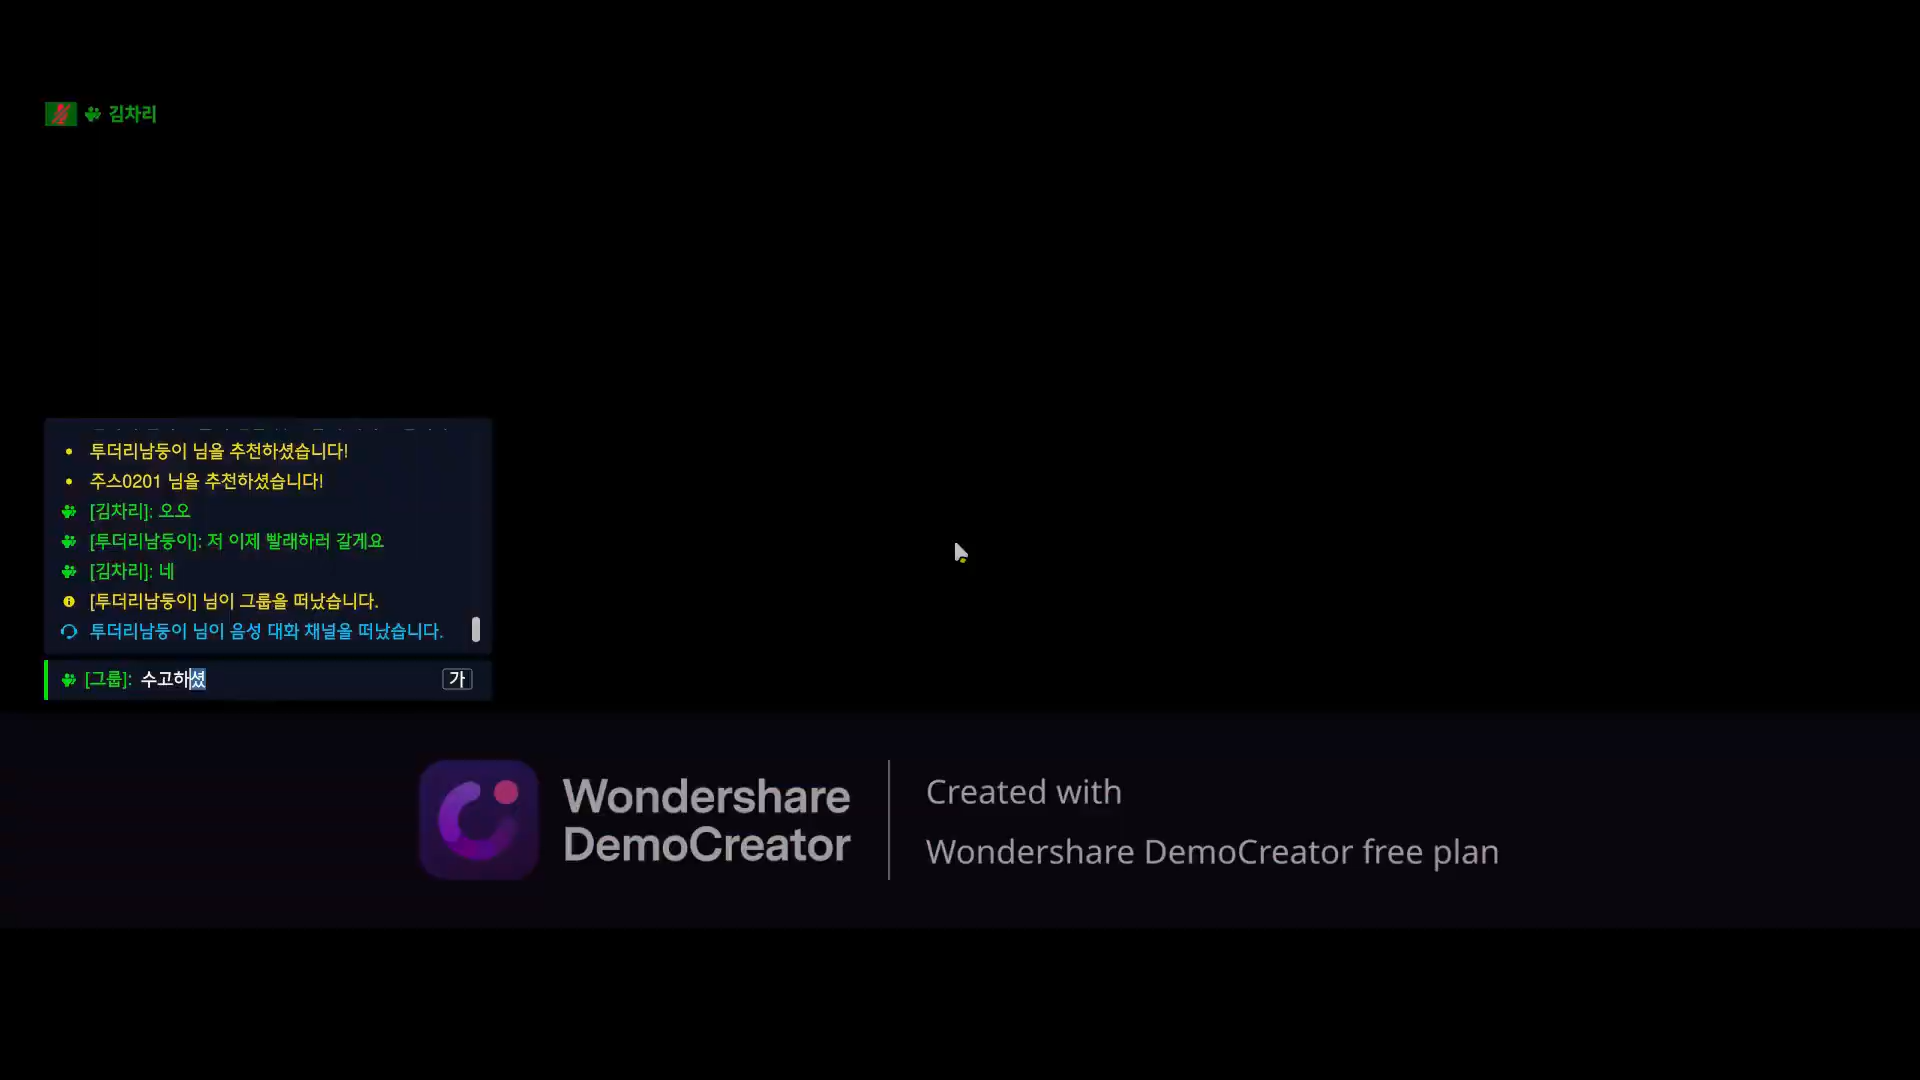 김차리
투더리남둥이 님을 추천하셨습니다!
주스0201 님을 추천하셨습니다!
[김차리]: 오오
[투더리남둥이]: 저 이제 빨래하러 갈게요
[김차리]: 네
[투더리남둥이] 님이 그룹을 떠났습니다.
투더리남둥이 님이 음성 대화 채널을 떠났습니다.
[그룹]: 수고하셨 가
Wondershare
DemoCreator
Created with
Wondershare DemoCreator free plan